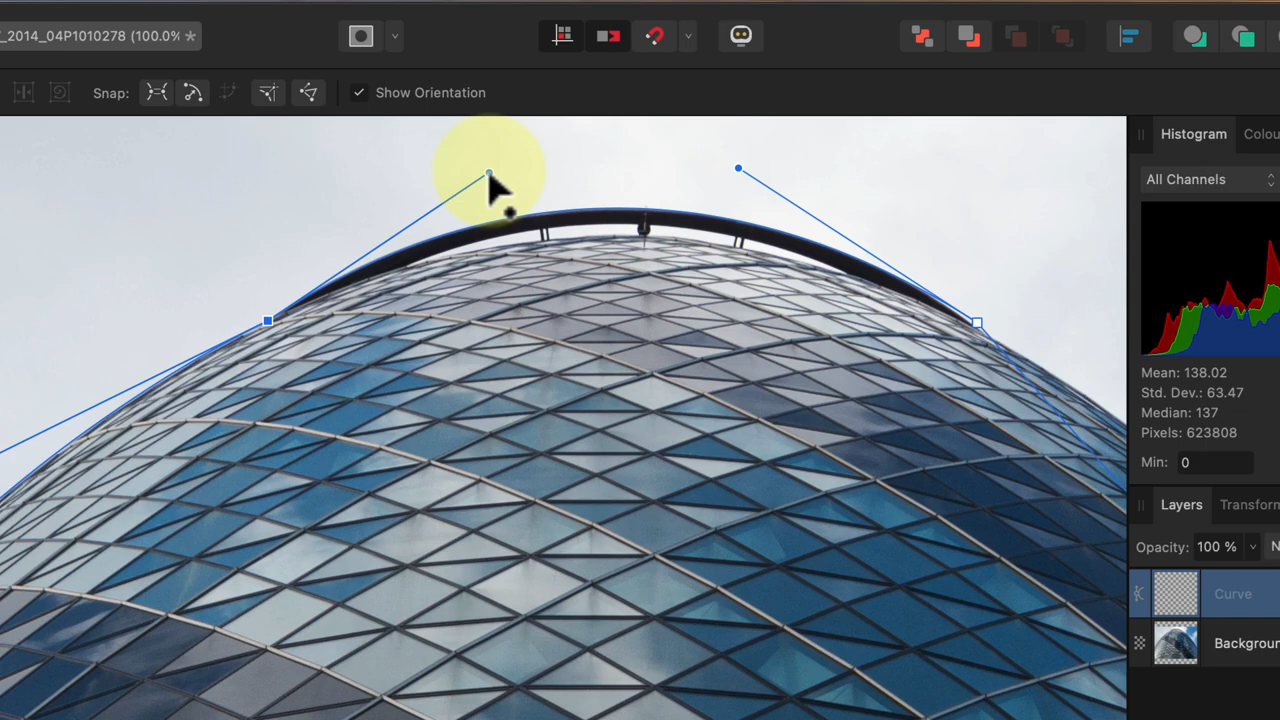 _2014_04P1010278 (100.0% *
Snap:
Show Orientation
Histogram Colou
All Channels
Mean: 138.02
Std. Dev.: 63.47
Median: 137
Pixels: 623808
Min: 0
Layers Transform
Opacity: 100 % N
Curve
Backgroun